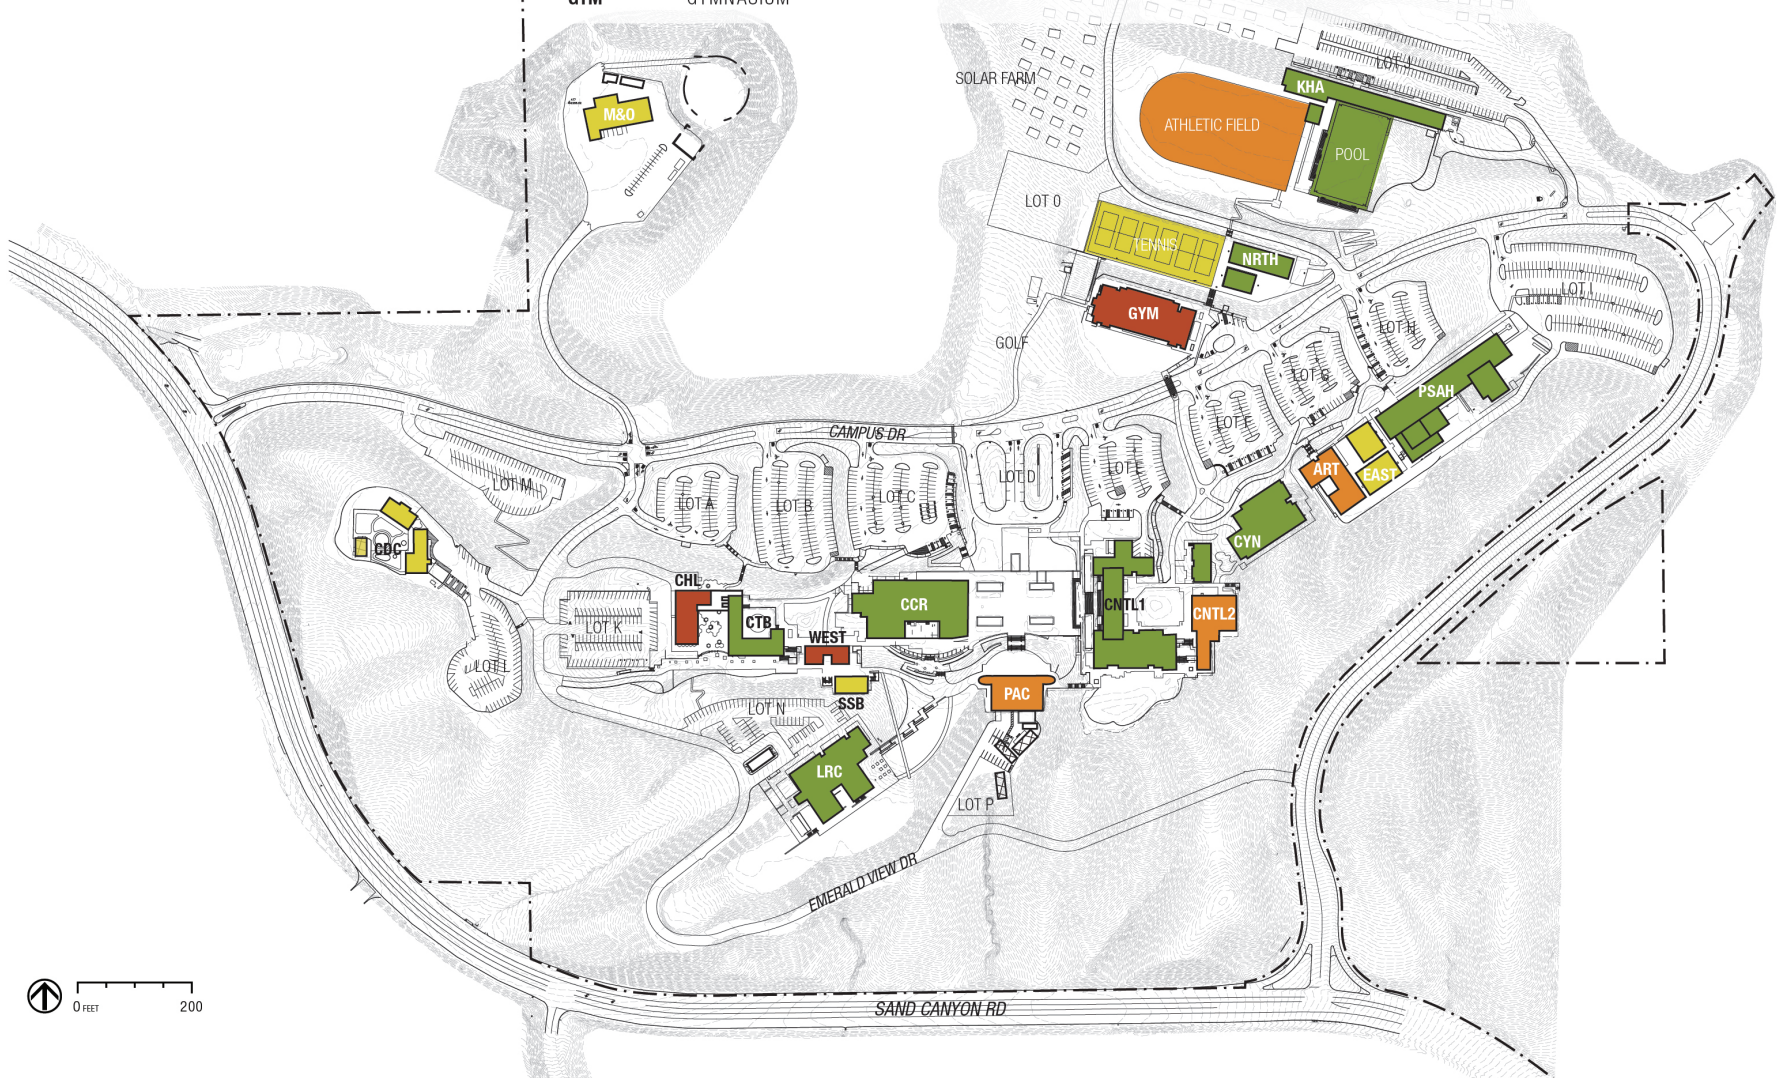 GYM GYMNASIUM
SOLAR FARM
LOT J
KHA
M&O
ATHLETIC FIELD
POOL
LOT O
TENNIS
NRTH
LOT I
GYM
LOT H
GOLF
LOT G
PSAH
LOT F
CAMPUS DR
LOT E
LOT D
ART
EAST
LOT M
LOT A
LOT B
LOT C
CYN
CDC
CHL
CCR
CNTL1
CNTL2
CTB
LOT K
WEST
LOT L
PAC
SSB
LOT N
LRC
LOT P
EMERALD VIEW DR
SAND CANYON RD
0 FEET 200